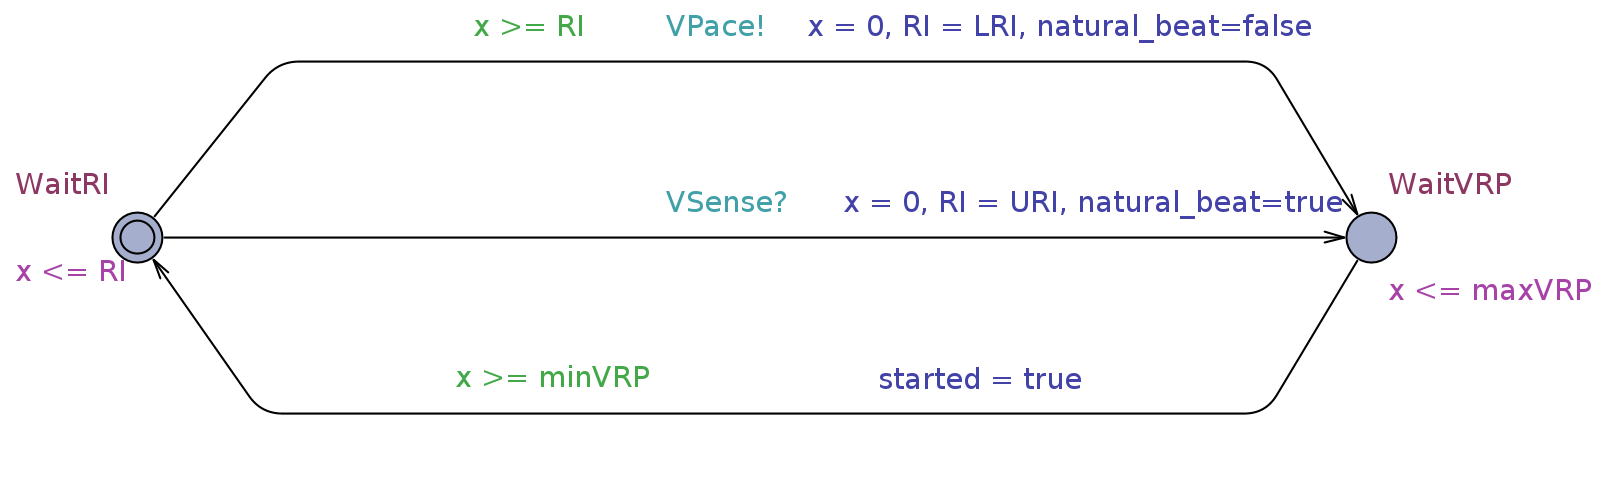 x >= RI VPace! x = 0, RI = LRI, natural_beat=false
WaitRI
WaitVRP
VSense? x = 0, RI = URI, natural_beat=true
x <= RI
x <= maxVRP
x >= minVRP started = true